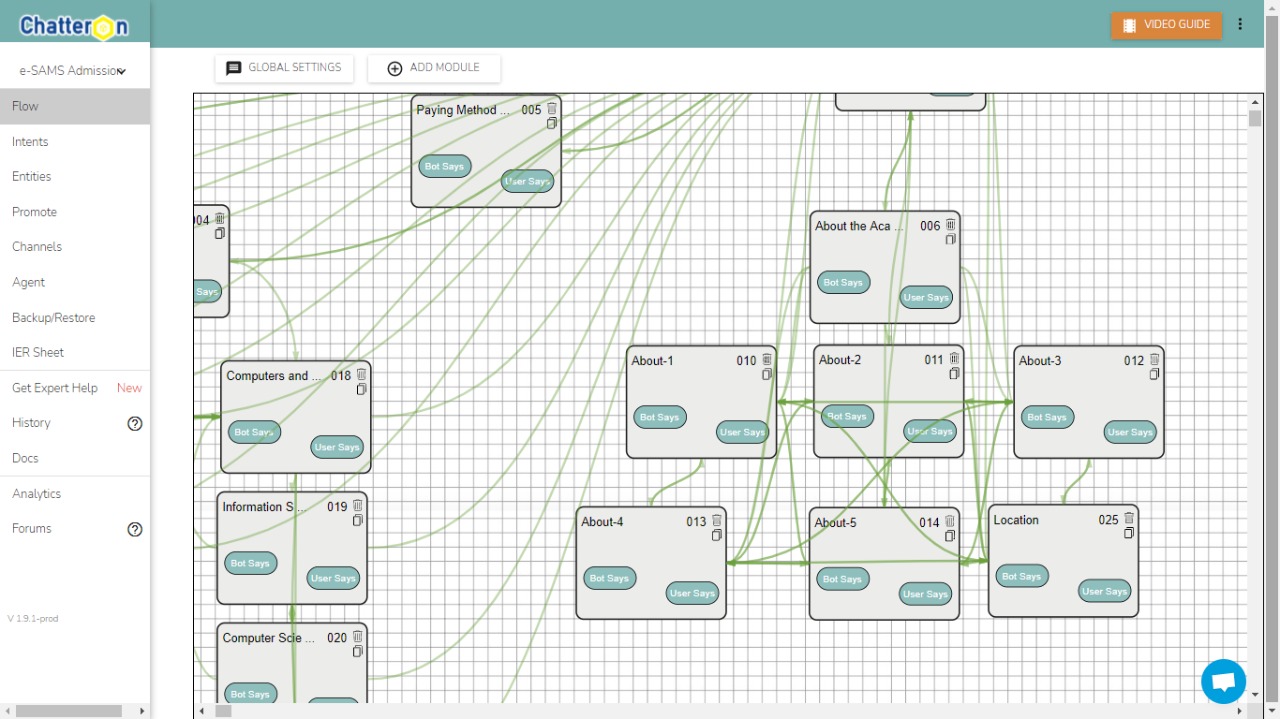 Chatteron
VIDEO GUIDE
e-SAMS Admission
GLOBAL SETTINGS
ADD MODULE
Flow
Intents
Entities
Promote
Channels
Agent
Backup/Restore
IER Sheet
Get Expert Help New
History
Docs
Analytics
Forums
V 1.9.1-prod
Paying Method ... 005
Bot Says
User Says
04
Says
About the Aca ... 006
Bot Says
User Says
Computers and ... 018
Bot Says
User Says
About-1 010
Bot Says
User Says
About-2 011
Bot Says
User Says
About-3 012
Bot Says
User Says
Information S ... 019
Bot Says
User Says
About-4 013
Bot Says
User Says
About-5 014
Bot Says
User Says
Location 025
Bot Says
User Says
Computer Scie ... 020
Bot Says